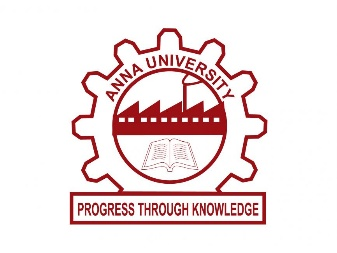 ANNA UNIVERSITY
PROGRESS THROUGH KNOWLEDGE